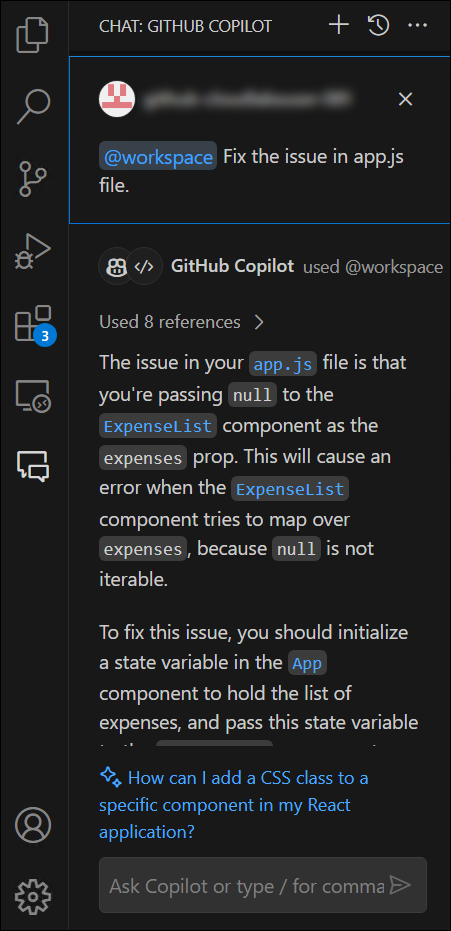 CHAT: GITHUB COPILOT
@workspace Fix the issue in app.js
file.
GitHub Copilot used @workspace
Used 8 references
The issue in your app.js file is that
you're passing null to the
ExpenseList component as the
expenses prop. This will cause an
error when the ExpenseList
component tries to map over
expenses, because null is not
iterable.
To fix this issue, you should initialize
a state variable in the App
component to hold the list of
expenses, and pass this state variable
3
How can I add a CSS class to a
specific component in my React
application?
Ask Copilot or type / for comma